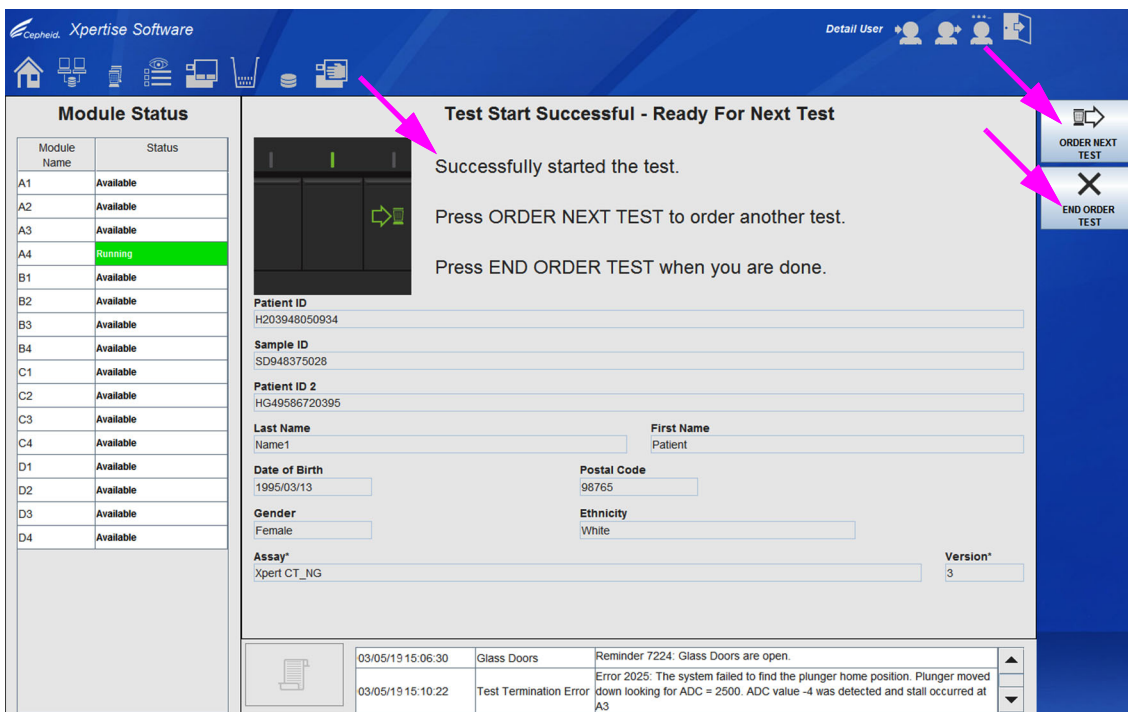 Cepheid. Xpertise Software
Detail User
Module Status
Module Name Status
A1 Available
A2 Available
A3 Available
A4 Running
B1 Available
B2 Available
B3 Available
B4 Available
C1 Available
C2 Available
C3 Available
C4 Available
D1 Available
D2 Available
D3 Available
D4 Available
Test Start Successful - Ready For Next Test
Successfully started the test.
Press ORDER NEXT TEST to order another test.
Press END ORDER TEST when you are done.
Patient ID
H203948050934
Sample ID
SD948375028
Patient ID 2
HG49586720395
Last Name First Name
Name1 Patient
Date of Birth Postal Code
1995/03/13 98765
Gender Ethnicity
Female White
Assay* Version*
Xpert CT_NG 3
03/05/19 15:06:30 Glass Doors Reminder 7224: Glass Doors are open.
03/05/19 15:10:22 Test Termination Error Error 2025: The system failed to find the plunger home position. Plunger moved
down looking for ADC = 2500. ADC value -4 was detected and stall occurred at
A3
ORDER NEXT
TEST
END ORDER
TEST